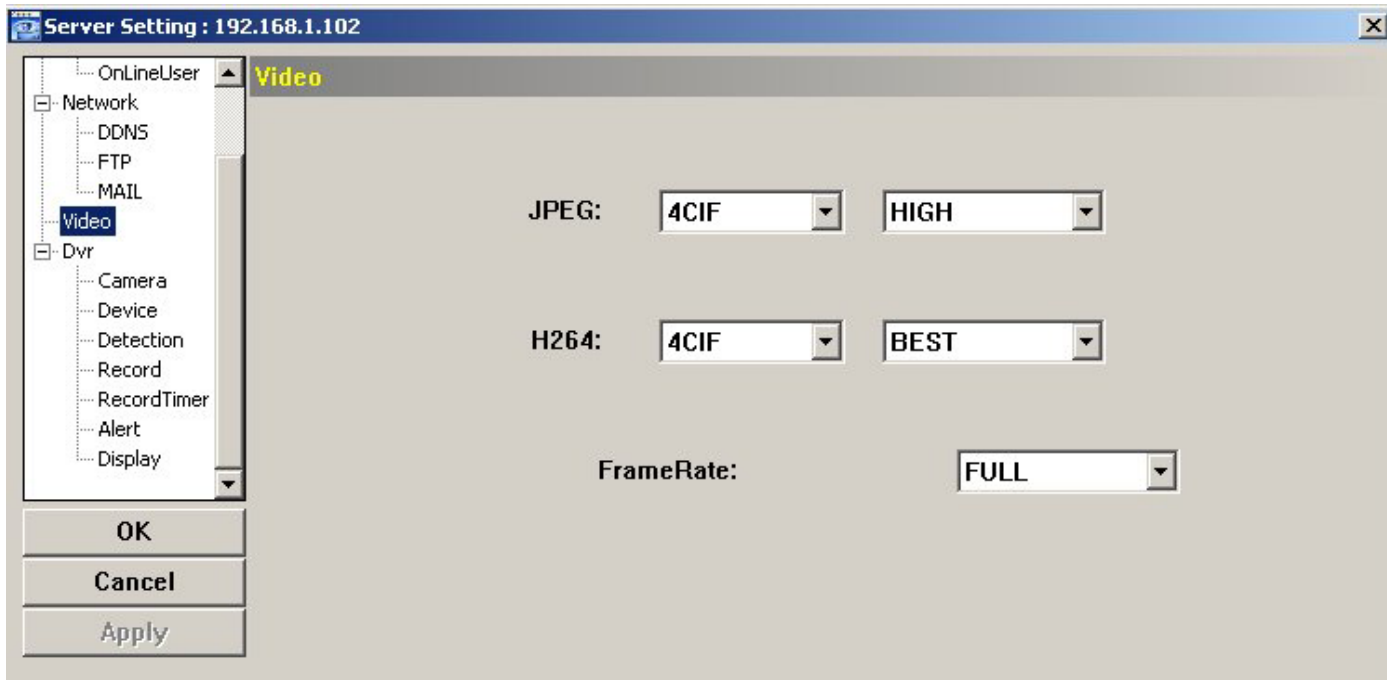 Server Setting : 192.168.1.102
OnLineUser
Network
DDNS
FTP
MAIL
Video
Dvr
Camera
Device
Detection
Record
RecordTimer
Alert
Display
OK
Cancel
Apply
Video
JPEG: 4CIF HIGH
H264: 4CIF BEST
FrameRate: FULL